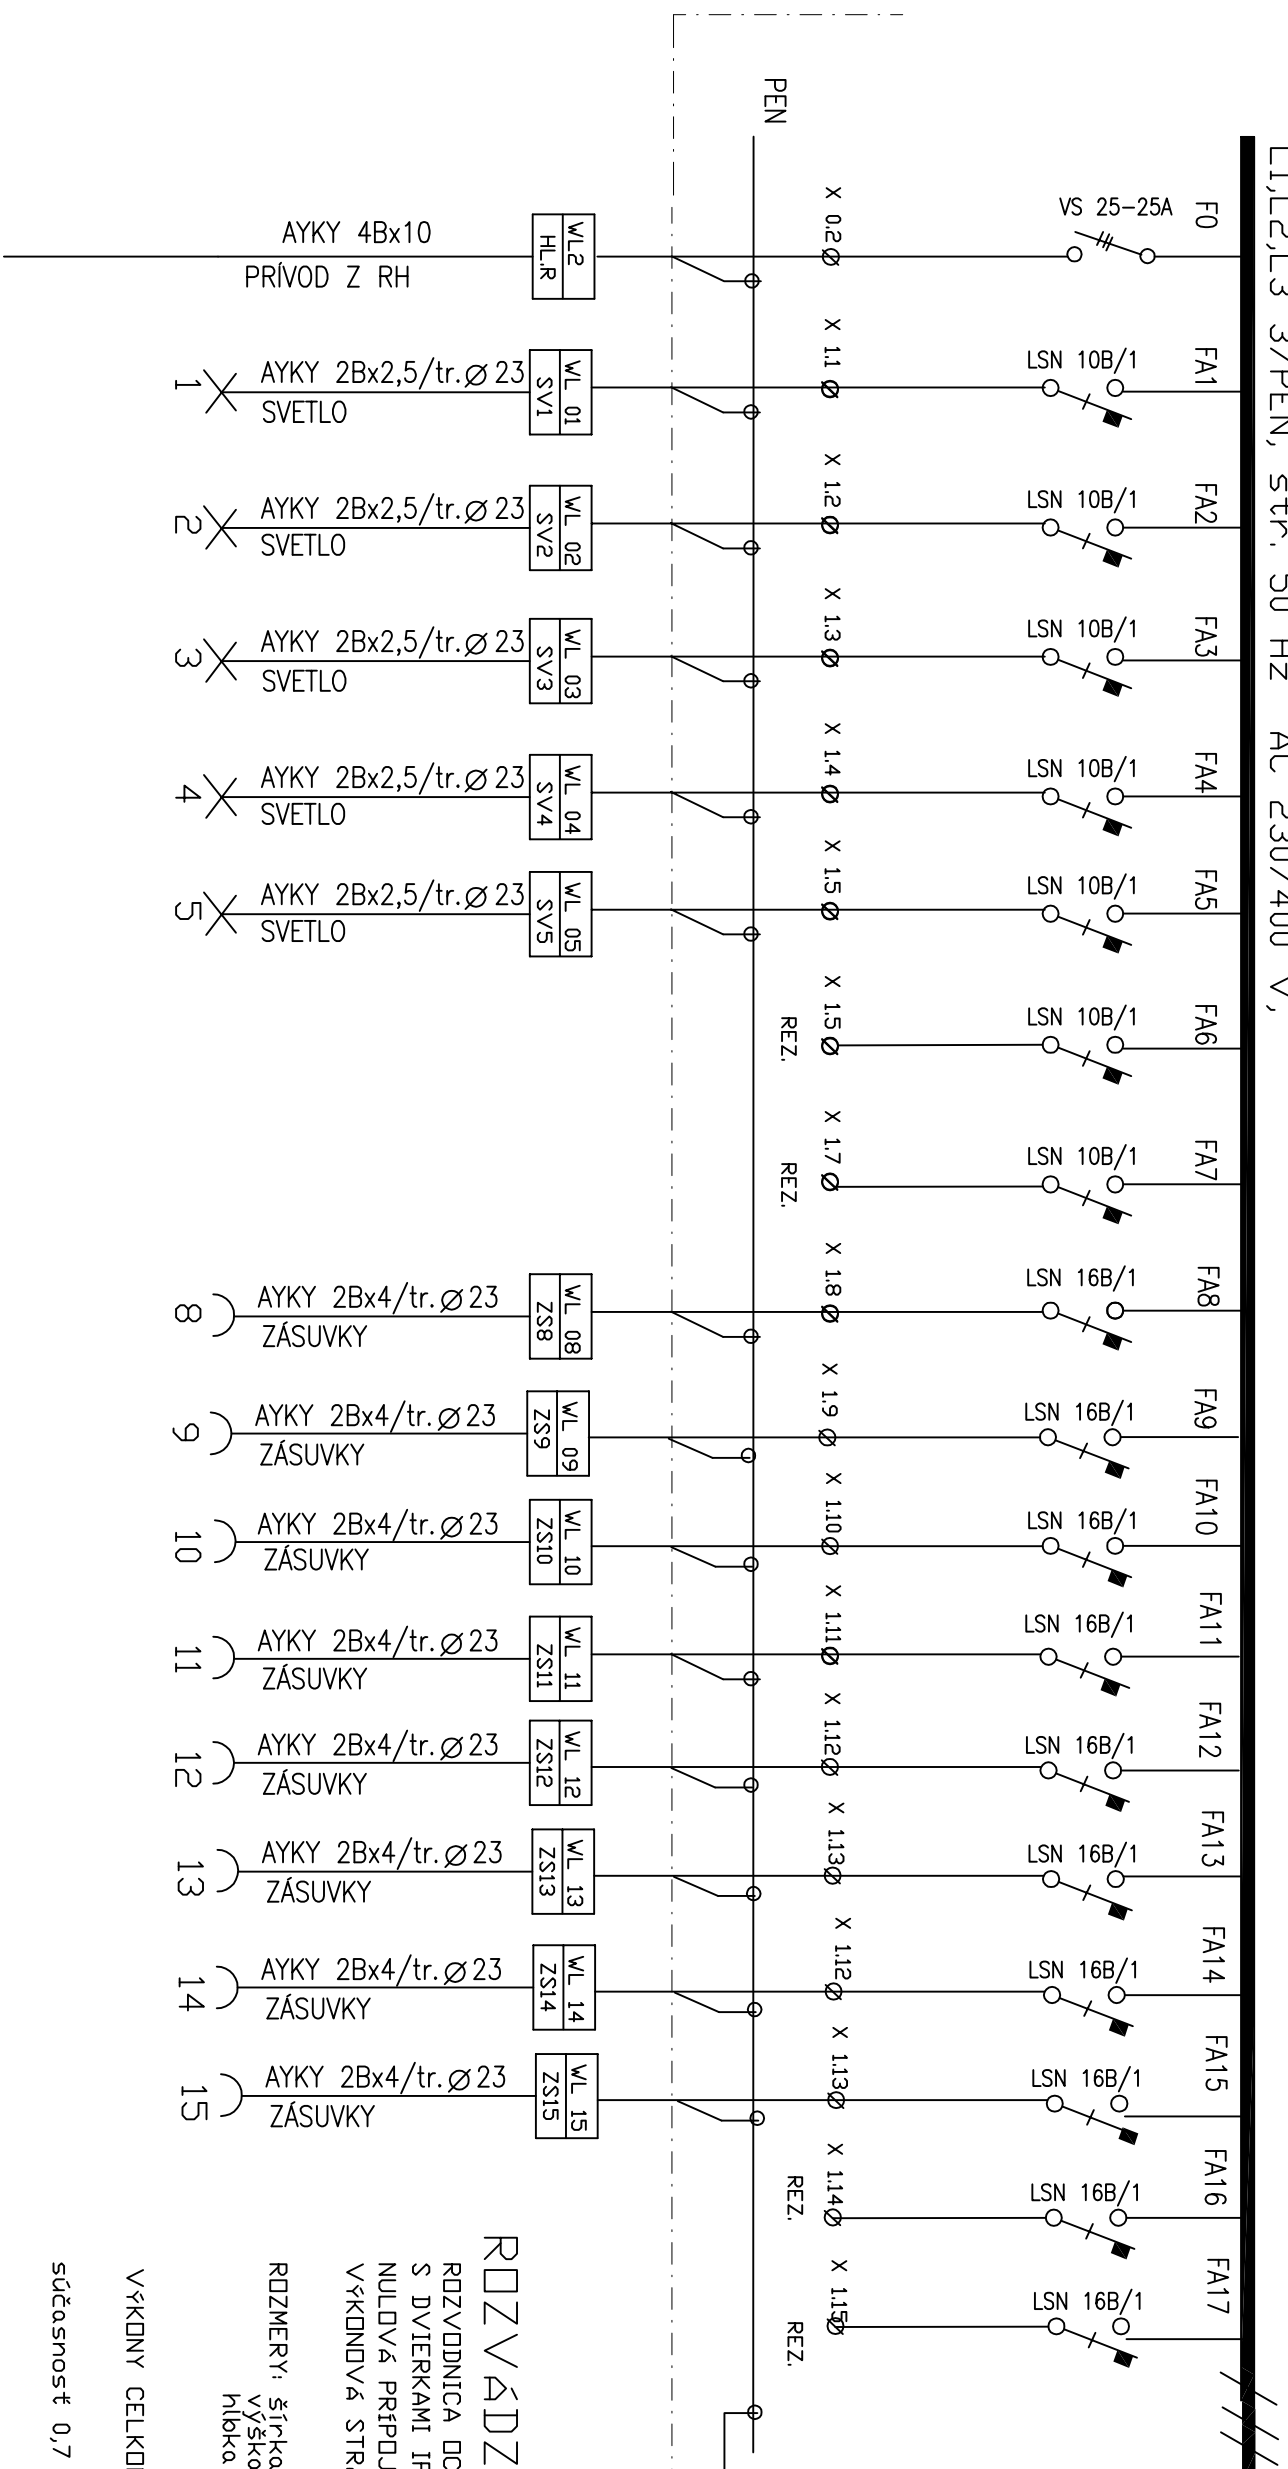 L1,L2,L3 3/PEN, str. 50 Hz AC 230/400 V,
PEN
F0
VS 25-25A
X 0.2
WL2
HL.R
AYKY 4Bx10
PRÍVOD Z RH
FA1
LSN 10B/1
X 1.1
WL 01
SV1
AYKY 2Bx2,5/tr.Ø 23
SVETLO
1
FA2
LSN 10B/1
X 1.2
WL 02
SV2
AYKY 2Bx2,5/tr.Ø 23
SVETLO
2
FA3
LSN 10B/1
X 1.3
WL 03
SV3
AYKY 2Bx2,5/tr.Ø 23
SVETLO
3
FA4
LSN 10B/1
X 1.4
WL 04
SV4
AYKY 2Bx2,5/tr.Ø 23
SVETLO
4
FA5
LSN 10B/1
X 1.5
WL 05
SV5
AYKY 2Bx2,5/tr.Ø 23
SVETLO
5
FA6
LSN 10B/1
X 1.5
REZ.
FA7
LSN 10B/1
X 1.7
REZ.
FA8
LSN 16B/1
X 1.8
WL 08
ZS8
AYKY 2Bx4/tr.Ø 23
ZÁSUVKY
8
FA9
LSN 16B/1
X 1.9
WL 09
ZS9
AYKY 2Bx4/tr.Ø 23
ZÁSUVKY
9
FA10
LSN 16B/1
X 1.10
WL 10
ZS10
AYKY 2Bx4/tr.Ø 23
ZÁSUVKY
10
FA11
LSN 16B/1
X 1.11
WL 11
ZS11
AYKY 2Bx4/tr.Ø 23
ZÁSUVKY
11
FA12
LSN 16B/1
X 1.12
WL 12
ZS12
AYKY 2Bx4/tr.Ø 23
ZÁSUVKY
12
FA13
LSN 16B/1
X 1.13
WL 13
ZS13
AYKY 2Bx4/tr.Ø 23
ZÁSUVKY
13
FA14
LSN 16B/1
X 1.12
WL 14
ZS14
AYKY 2Bx4/tr.Ø 23
ZÁSUVKY
14
FA15
LSN 16B/1
X 1.13
WL 15
ZS15
AYKY 2Bx4/tr.Ø 23
ZÁSUVKY
15
FA16
LSN 16B/1
X 1.14
REZ.
FA17
LSN 16B/1
X 1.15
REZ.
ROZVÁDZ
ROZVODNICA OC
S DVIERKAMI
NULOVÁ PRÍPOJ
VÝKONOVÁ STR
ROZMERY: šírka
výška
hĺbka
VÝKONY CELKO
súčasnosť 0,7